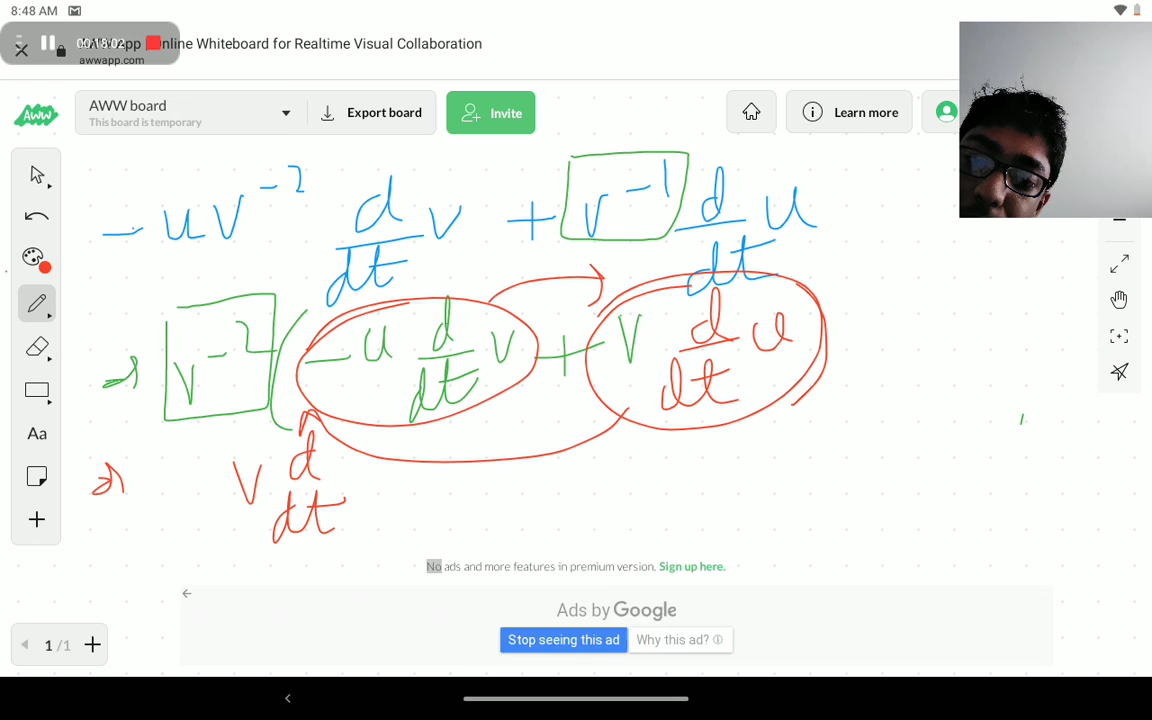 8:48 AM
00:18:02 App Online Whiteboard for Realtime Visual Collaboration
awwapp.com
AWW
AWW board
This board is temporary
Export board
Invite
Learn more
-uv^{-2} d/dt v + v^{-1} d/dt u
⇒ v^{-2} (-u d/dt v + v d/dt u
⇒ v d/dt
Aa
No ads and more features in premium version. Sign up here.
Ads by Google
Stop seeing this ad
Why this ad?
1 /1